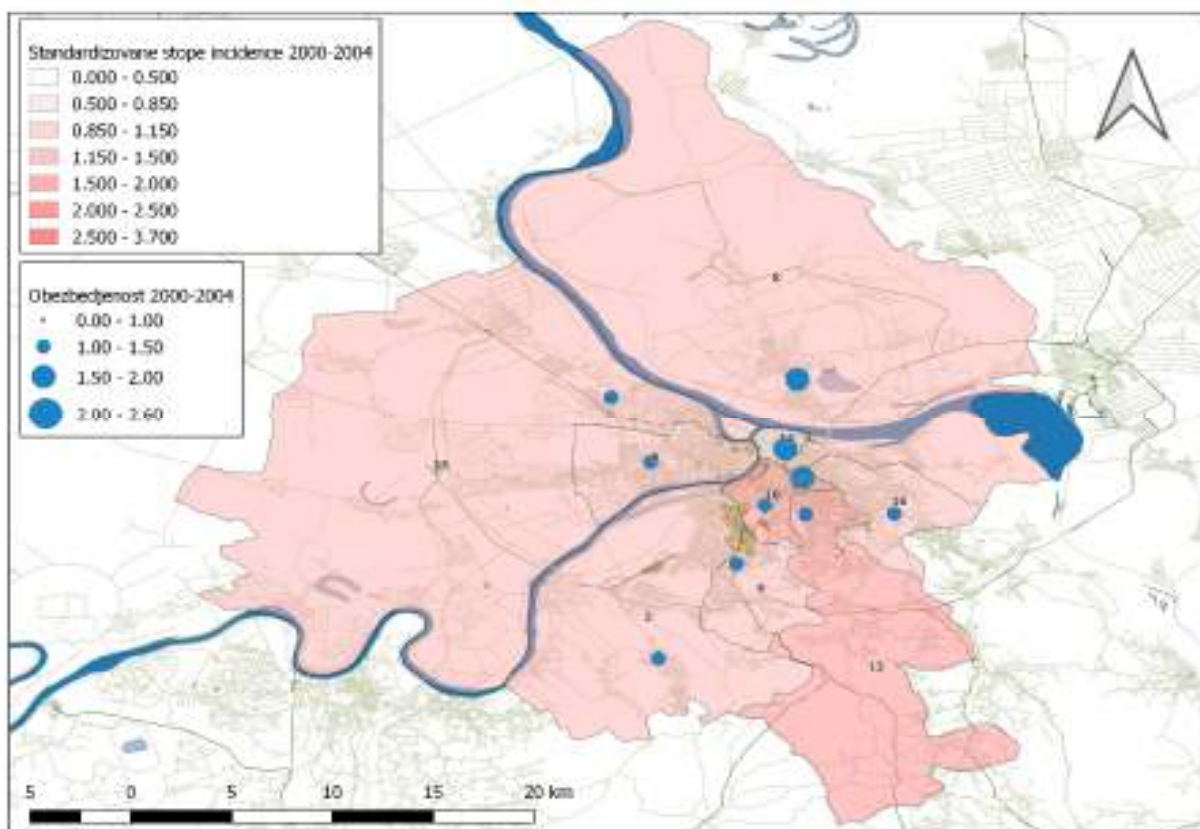 Standardizovane stope incidence 2000-2004
0.000 - 0.500
0.500 - 0.850
0.850 - 1.150
1.150 - 1.500
1.500 - 2.000
2.000 - 2.500
2.500 - 3.700
Obezbedjenost 2000-2004
0.00 - 1.00
1.00 - 1.50
1.50 - 2.00
2.00 - 2.60
10
13
5 0 5 10 15 20 km